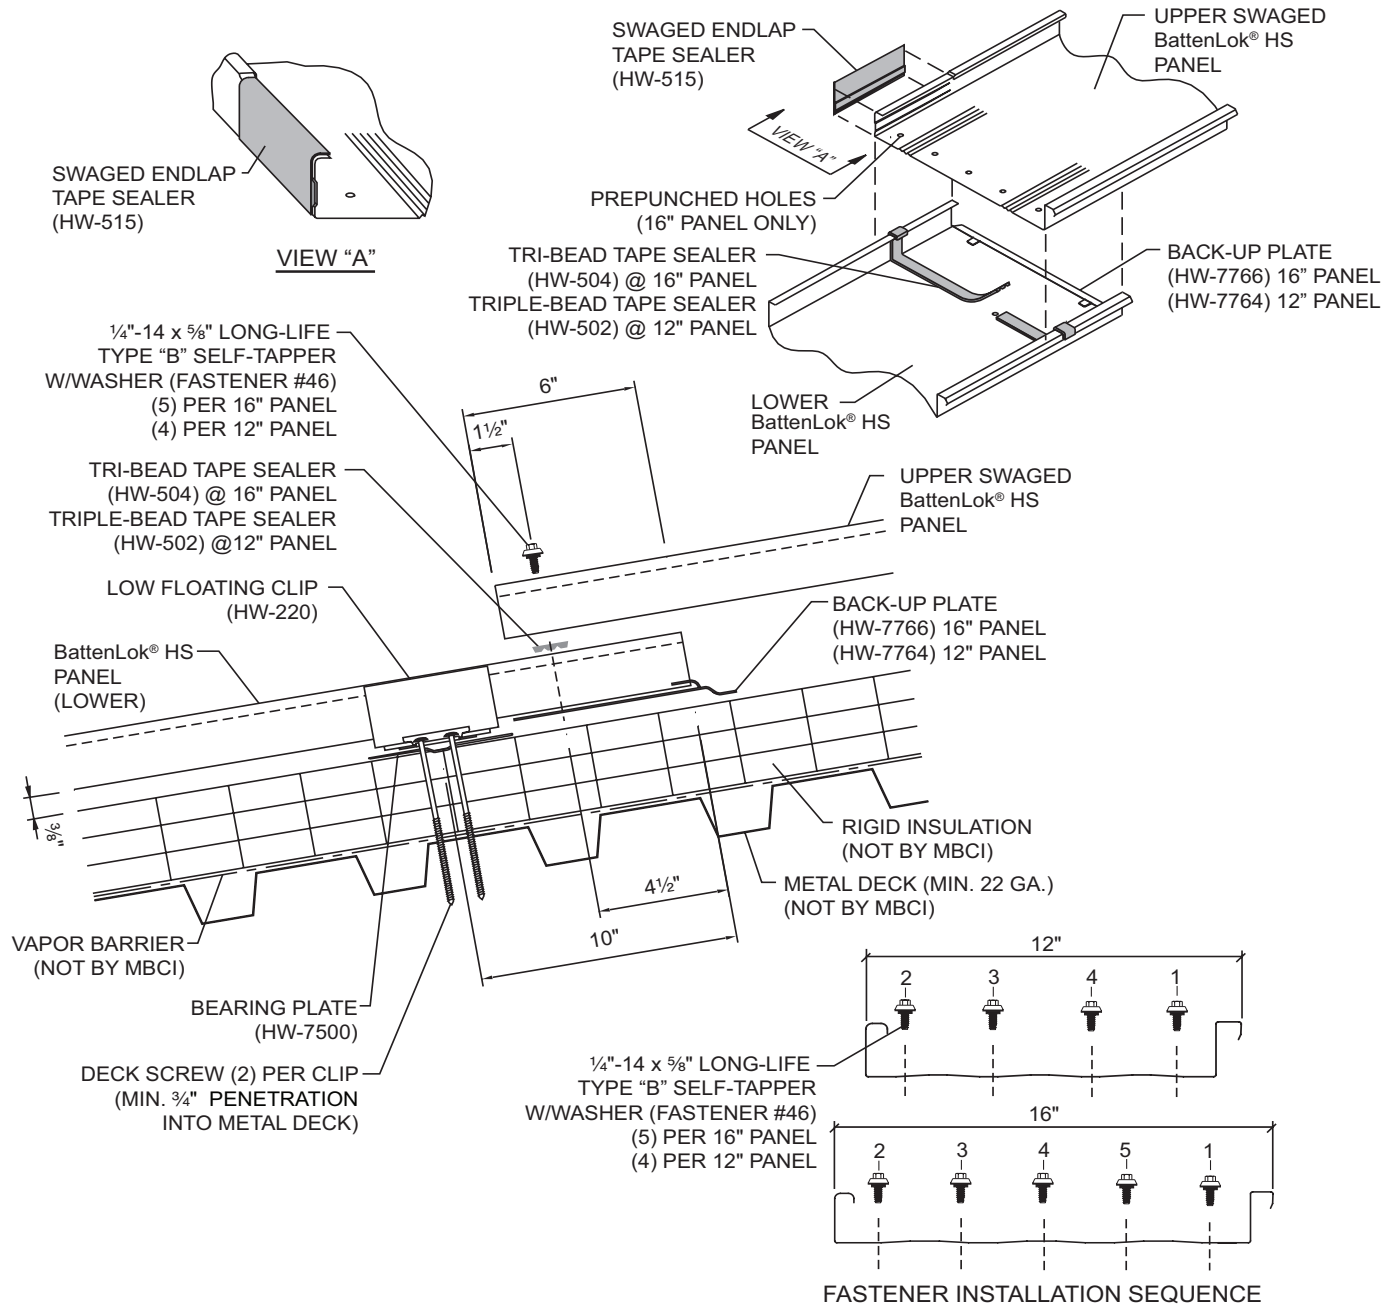 SWAGED ENDLAP
TAPE SEALER
(HW-515)
VIEW “A”
SWAGED ENDLAP
TAPE SEALER
(HW-515)
UPPER SWAGED
BattenLok® HS
PANEL
VIEW “A”
PREPUNCHED HOLES
(16" PANEL ONLY)
TRI-BEAD TAPE SEALER
(HW-504) @ 16" PANEL
TRIPLE-BEAD TAPE SEALER
(HW-502) @ 12" PANEL
BACK-UP PLATE
(HW-7766) 16” PANEL
(HW-7764) 12” PANEL
LOWER
BattenLok® HS
PANEL
¼"-14 x ⅝" LONG-LIFE
TYPE “B” SELF-TAPPER
W/WASHER (FASTENER #46)
(5) PER 16" PANEL
(4) PER 12" PANEL
6"
1½"
TRI-BEAD TAPE SEALER
(HW-504) @ 16" PANEL
TRIPLE-BEAD TAPE SEALER
(HW-502) @12" PANEL
UPPER SWAGED
BattenLok® HS
PANEL
LOW FLOATING CLIP
(HW-220)
BACK-UP PLATE
(HW-7766) 16" PANEL
(HW-7764) 12" PANEL
BattenLok® HS
PANEL
(LOWER)
⅜"
RIGID INSULATION
(NOT BY MBCI)
METAL DECK (MIN. 22 GA.)
(NOT BY MBCI)
4½"
10"
VAPOR BARRIER
(NOT BY MBCI)
BEARING PLATE
(HW-7500)
DECK SCREW (2) PER CLIP
(MIN. ¾" PENETRATION
INTO METAL DECK)
12"
2 3 4 1
¼"-14 x ⅝" LONG-LIFE
TYPE “B” SELF-TAPPER
W/WASHER (FASTENER #46)
(5) PER 16" PANEL
(4) PER 12" PANEL
16"
2 3 4 5 1
FASTENER INSTALLATION SEQUENCE